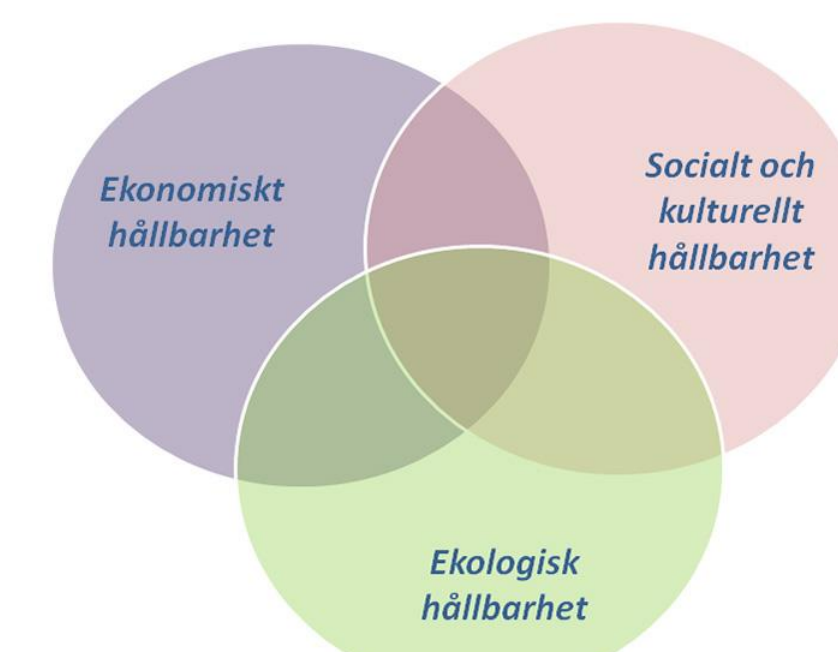 Ekonomiskt
hållbarhet
Socialt och
kulturellt
hållbarhet
Ekologisk
hållbarhet